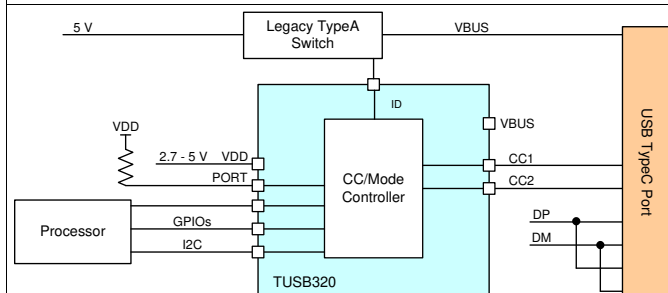 5 V
Legacy TypeA
Switch
VBUS
ID
VDD
VBUS
2.7 - 5 V VDD
PORT
CC/Mode
Controller
CC1
CC2
USB TypeC Port
Processor
GPIOs
I2C
DP
DM
TUSB320